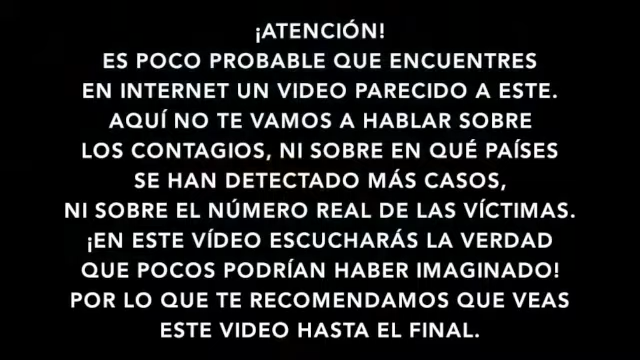 ¡ATENCIÓN!
ES POCO PROBABLE QUE ENCUENTRES
EN INTERNET UN VIDEO PARECIDO A ESTE.
AQUÍ NO TE VAMOS A HABLAR SOBRE
LOS CONTAGIOS, NI SOBRE EN QUÉ PAÍSES
SE HAN DETECTADO MÁS CASOS,
NI SOBRE EL NÚMERO REAL DE LAS VÍCTIMAS.
¡EN ESTE VÍDEO ESCUCHARÁS LA VERDAD
QUE POCOS PODRÍAN HABER IMAGINADO!
POR LO QUE TE RECOMENDAMOS QUE VEAS
ESTE VIDEO HASTA EL FINAL.